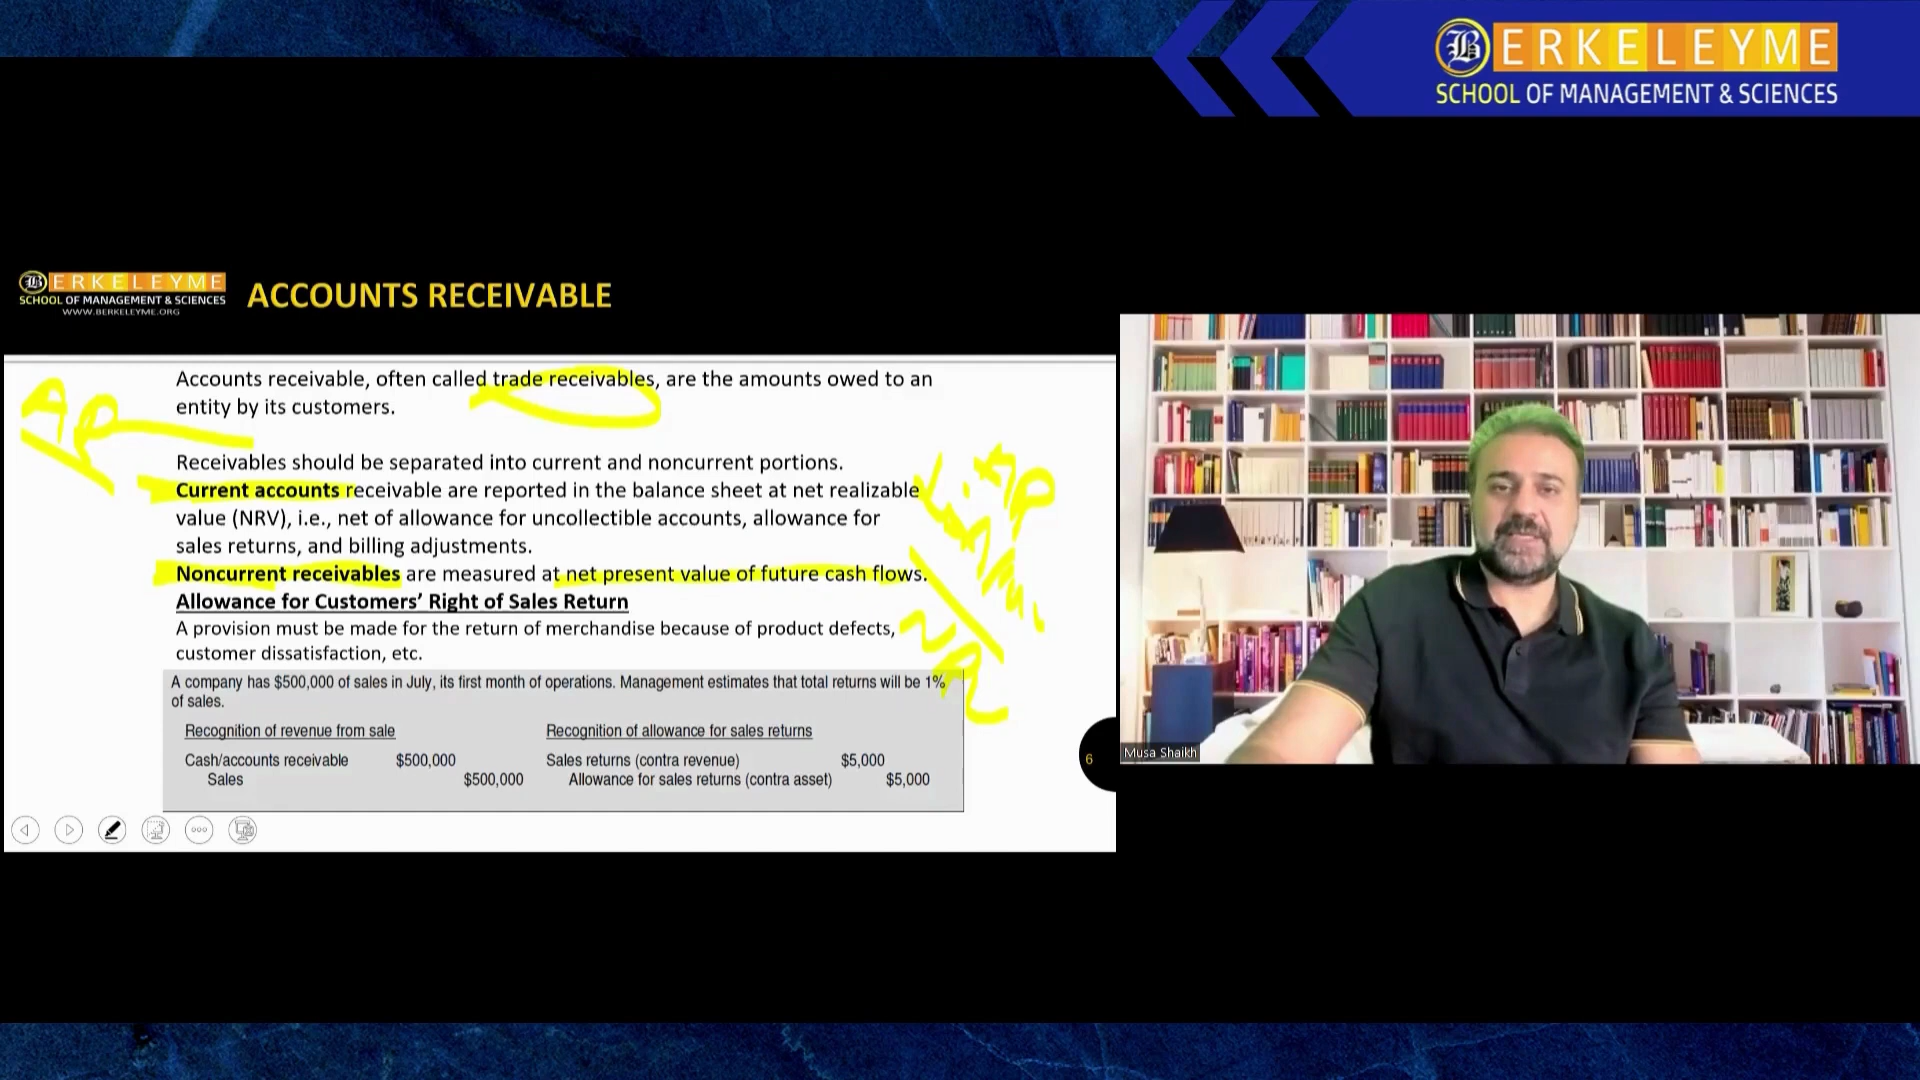 BERKELEYME
SCHOOL OF MANAGEMENT & SCIENCES
BERKELEYME
SCHOOL OF MANAGEMENT & SCIENCES
WWW.BERKELEYME.ORG
ACCOUNTS RECEIVABLE
Accounts receivable, often called trade receivables, are the amounts owed to an
entity by its customers.
AR
Receivables should be separated into current and noncurrent portions.
Current accounts receivable are reported in the balance sheet at net realizable
value (NRV), i.e., net of allowance for uncollectible accounts, allowance for
sales returns, and billing adjustments.
Noncurrent receivables are measured at net present value of future cash flows.
NR
Allowance for Customers’ Right of Sales Return
A provision must be made for the return of merchandise because of product defects,
customer dissatisfaction, etc.
A company has $500,000 of sales in July, its first month of operations. Management estimates that total returns will be 1%
of sales.
Recognition of revenue from sale
Cash/accounts receivable $500,000
Sales $500,000
Recognition of allowance for sales returns
Sales returns (contra revenue) $5,000
Allowance for sales returns (contra asset) $5,000
6
Musa Shaikh